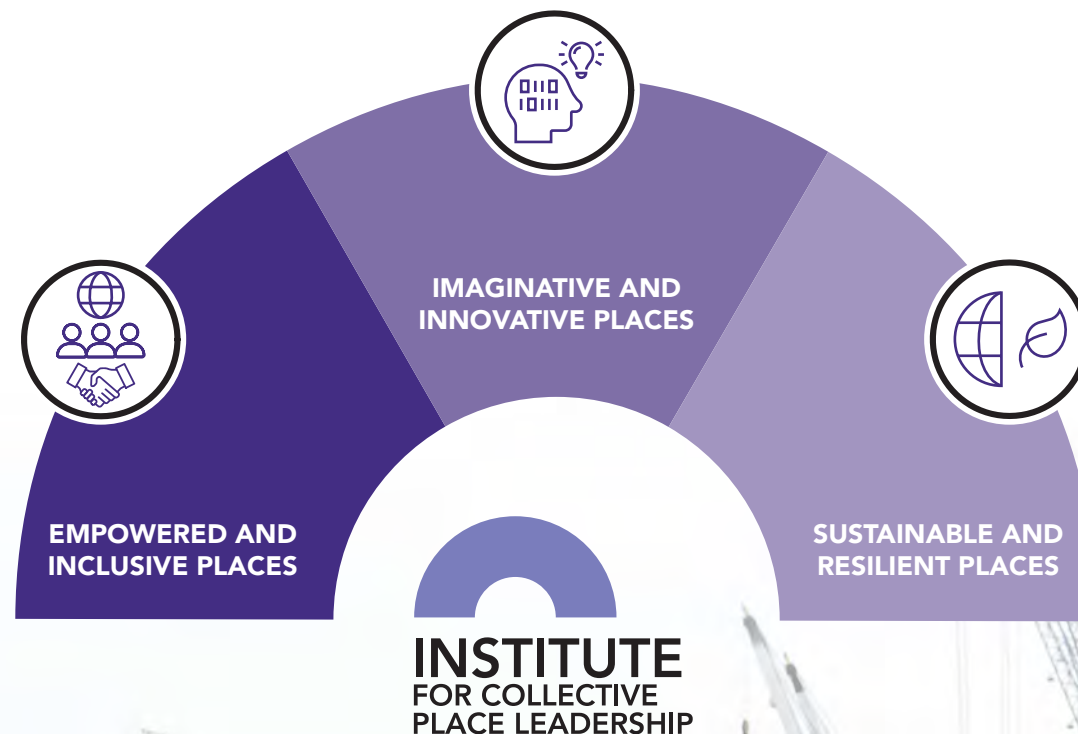 IMAGINATIVE AND
INNOVATIVE PLACES
EMPOWERED AND
INCLUSIVE PLACES
SUSTAINABLE AND
RESILIENT PLACES
INSTITUTE
FOR COLLECTIVE
PLACE LEADERSHIP